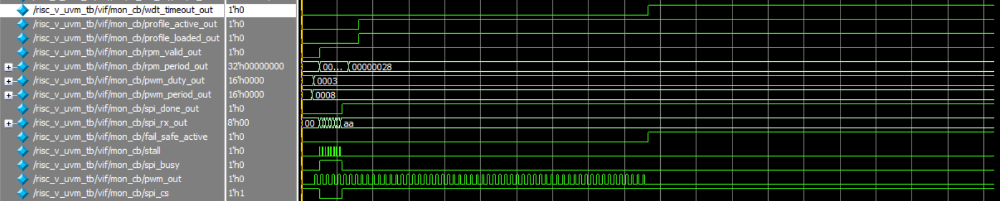 /risc_v_uvm_tb/vif/mon_cb/wdt_timeout_out 1'h0
/risc_v_uvm_tb/vif/mon_cb/profile_active_out 1'h0
/risc_v_uvm_tb/vif/mon_cb/profile_loaded_out 1'h0
/risc_v_uvm_tb/vif/mon_cb/rpm_valid_out 1'h0
/risc_v_uvm_tb/vif/mon_cb/rpm_period_out 32'h00000000 00... 00000028
/risc_v_uvm_tb/vif/mon_cb/pwm_duty_out 16'h0000 0003
/risc_v_uvm_tb/vif/mon_cb/pwm_period_out 16'h0000 0008
/risc_v_uvm_tb/vif/mon_cb/spi_done_out 1'h0
/risc_v_uvm_tb/vif/mon_cb/spi_rx_out 8'h00 00 aa
/risc_v_uvm_tb/vif/mon_cb/fail_safe_active 1'h0
/risc_v_uvm_tb/vif/mon_cb/stall 1'h0
/risc_v_uvm_tb/vif/mon_cb/spi_busy 1'h0
/risc_v_uvm_tb/vif/mon_cb/pwm_out 1'h0
/risc_v_uvm_tb/vif/mon_cb/spi_cs 1'h1